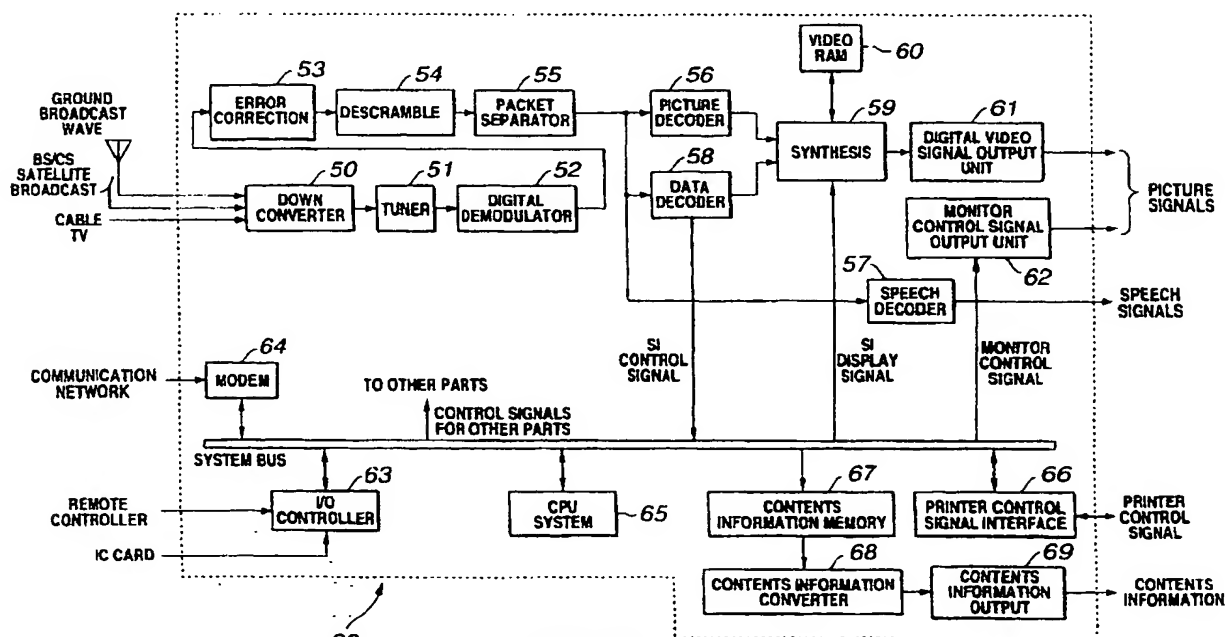 VIDEO
RAM
60
53
54
55
56
59
61
ERROR
CORRECTION
DESCRAMBLE
PACKET
SEPARATOR
PICTURE
DECODER
SYNTHESIS
DIGITAL VIDEO
SIGNAL OUTPUT
UNIT
GROUND
BROADCAST
WAVE
BS/CS
SATELLITE
BROADCAST
CABLE
TV
50
51
52
58
DOWN
CONVERTER
TUNER
DIGITAL
DEMODULATOR
DATA
DECODER
MONITOR
CONTROL SIGNAL
OUTPUT UNIT
62
PICTURE
SIGNALS
57
SPEECH
DECODER
SPEECH
SIGNALS
64
MODEM
COMMUNICATION
NETWORK
TO OTHER PARTS
CONTROL SIGNALS
FOR OTHER PARTS
SI
CONTROL
SIGNAL
SI
DISPLAY
SIGNAL
MONITOR
CONTROL
SIGNAL
SYSTEM BUS
63
I/O
CONTROLLER
REMOTE
CONTROLLER
IC CARD
CPU
SYSTEM
65
67
CONTENTS
INFORMATION MEMORY
66
PRINTER CONTROL
SIGNAL INTERFACE
PRINTER
CONTROL
SIGNAL
68
CONTENTS INFORMATION
CONVERTER
69
CONTENTS
INFORMATION
OUTPUT
CONTENTS
INFORMATION